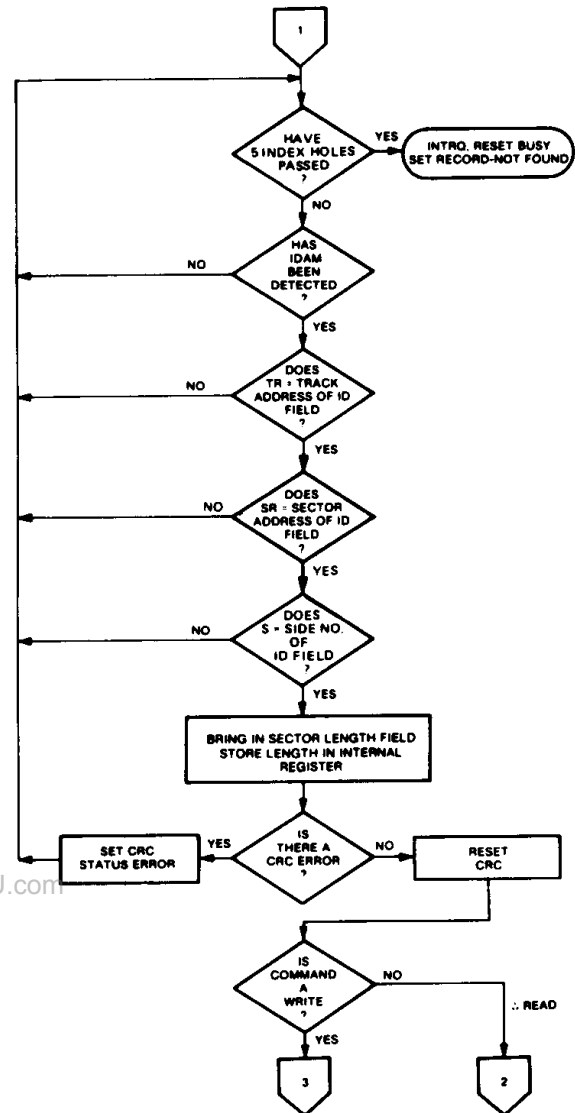 1
HAVE
5 INDEX HOLES
PASSED
?
YES
INTRQ, RESET BUSY
SET RECORD-NOT FOUND
NO
HAS
IDAM
BEEN
DETECTED
?
NO
YES
DOES
TR = TRACK
ADDRESS OF ID
FIELD
?
NO
YES
DOES
SR = SECTOR
ADDRESS OF ID
FIELD
?
NO
YES
DOES
S = SIDE NO.
OF
ID FIELD
?
NO
YES
BRING IN SECTOR LENGTH FIELD
STORE LENGTH IN INTERNAL
REGISTER
IS
THERE A
CRC ERROR
?
YES
SET CRC
STATUS ERROR
NO
RESET
CRC
U.com
IS
COMMAND
A
WRITE
?
NO
∴ READ
YES
3
2